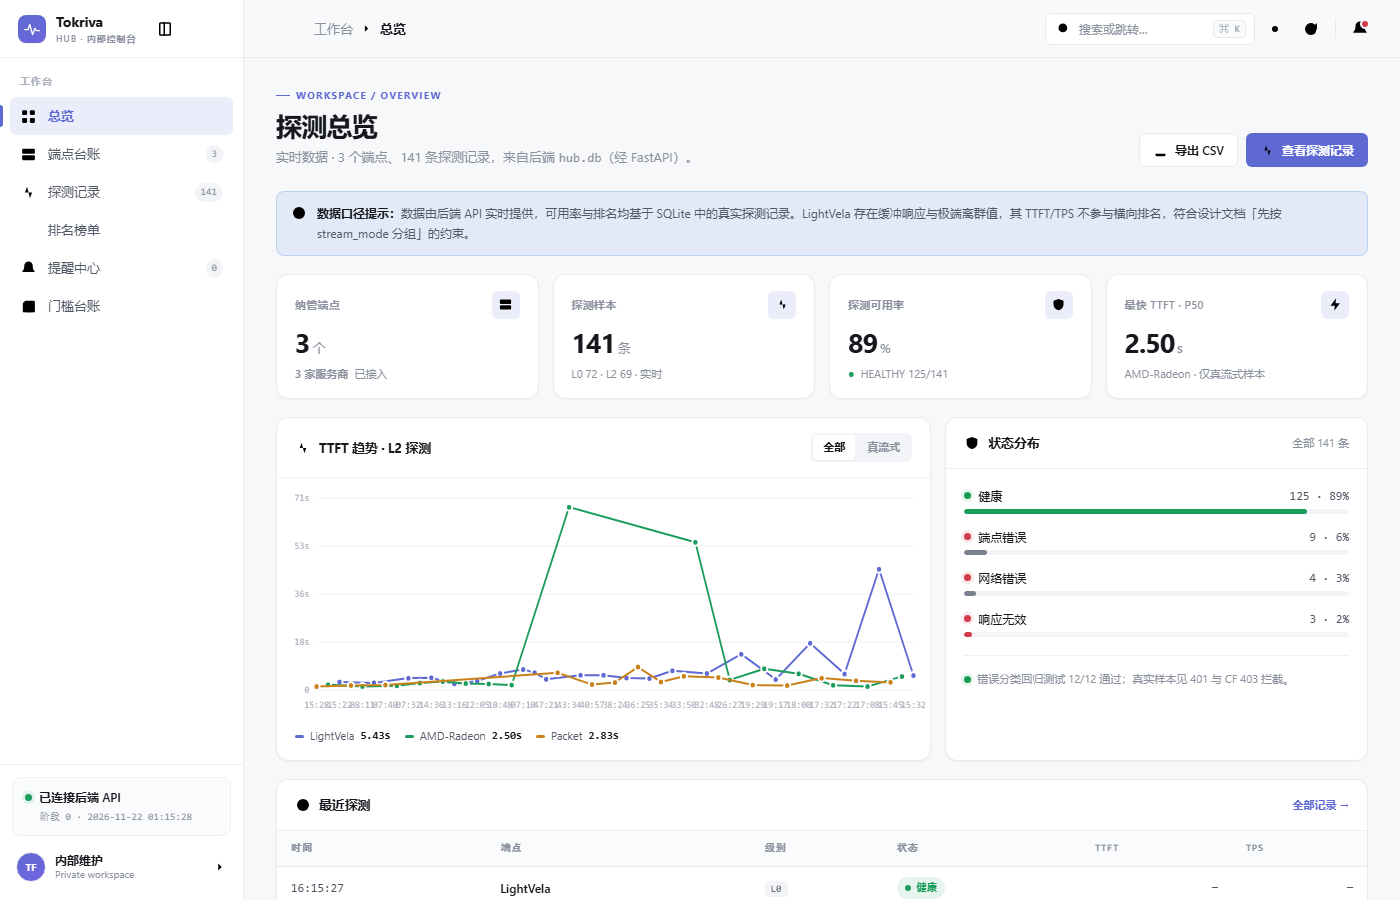 Tokriva
HUB · 内部控制台
工作台
总览
端点台账 3
探测记录 141
排名榜单
提醒中心 0
门槛台账
已连接后端 API
阶段 0 · 2026-11-22 01:15:28
TF
内部维护
Private workspace
工作台 总览
搜索或跳转... ⌘ K
WORKSPACE / OVERVIEW
探测总览
实时数据 · 3 个端点、141 条探测记录，来自后端 hub.db（经 FastAPI）。
导出 CSV
查看探测记录
数据口径提示：数据由后端 API 实时提供，可用率与排名均基于 SQLite 中的真实探测记录。LightVela 存在缓冲响应与极端离群值，其 TTFT/TPS 不参与横向排名，符合设计文档「先按
stream_mode 分组」的约束。
纳管端点
3 个
3 家服务商 已接入
探测样本
141 条
L0 72 · L2 69 · 实时
探测可用率
89 %
HEALTHY 125/141
最快 TTFT · P50
2.50 s
AMD-Radeon · 仅真流式样本
TTFT 趋势 · L2 探测
全部 真流式
71s
53s
36s
18s
0
LightVela 5.43s AMD-Radeon 2.50s Packet 2.83s
状态分布 全部 141 条
健康 125 · 89%
端点错误 9 · 6%
网络错误 4 · 3%
响应无效 3 · 2%
错误分类回归测试 12/12 通过；真实样本见 401 与 CF 403 拦截。
最近探测 全部记录 →
时间 端点 级别 状态 TTFT TPS
16:15:27 LightVela L0 健康 — —